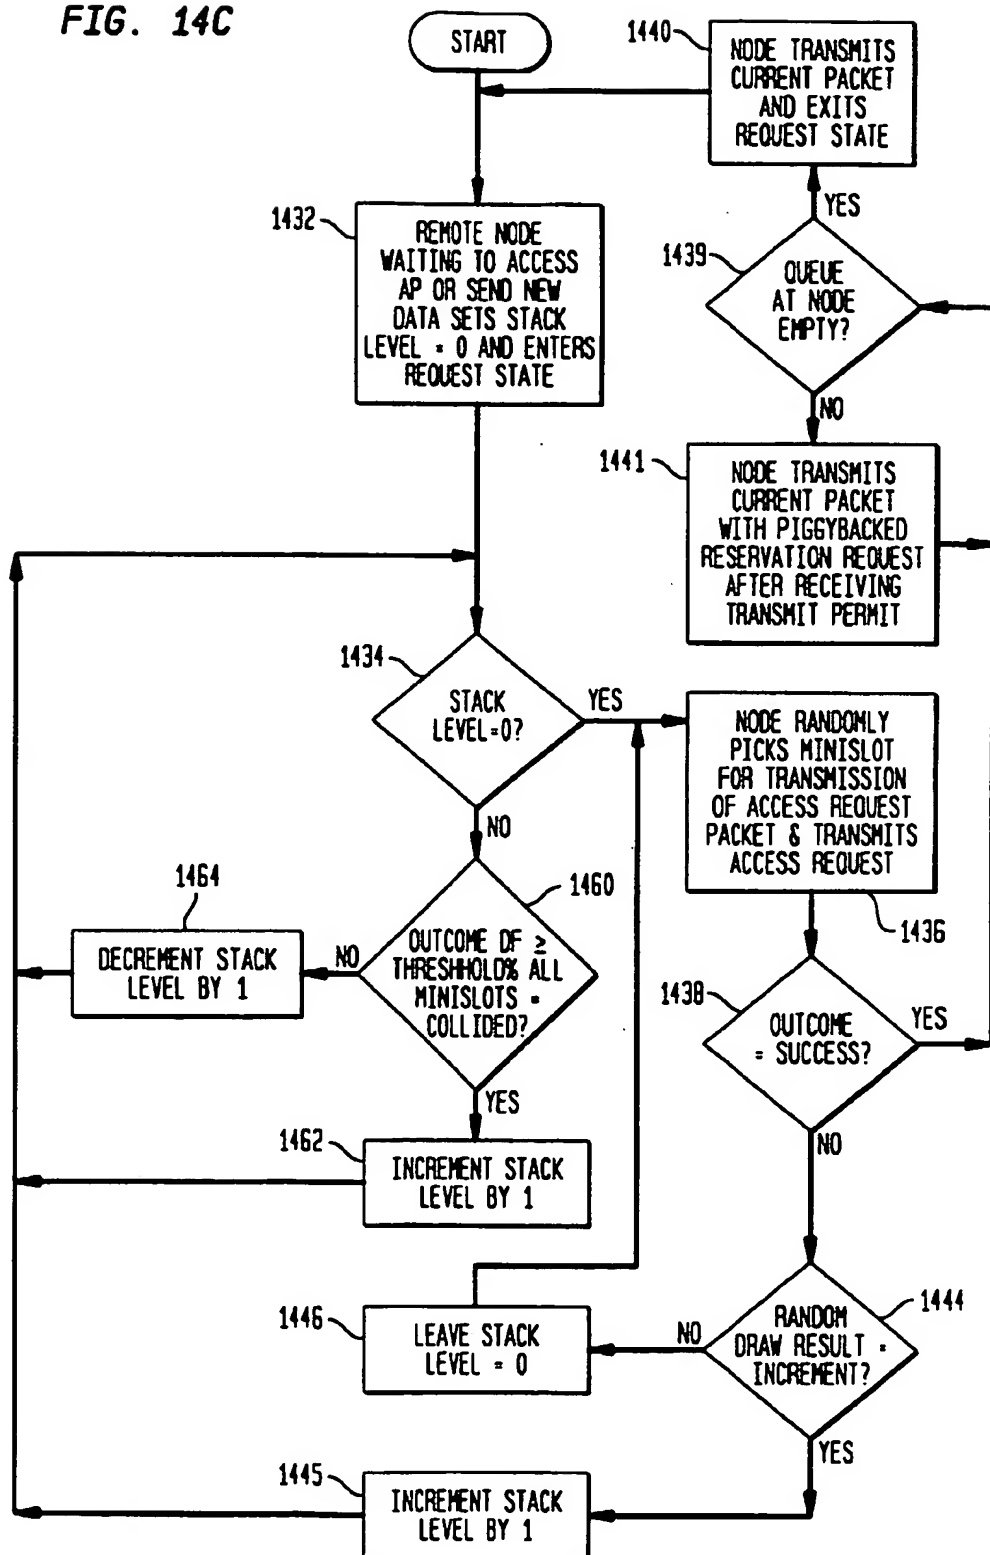 FIG. 14C
START
1440
NODE TRANSMITS
CURRENT PACKET
AND EXITS
REQUEST STATE
YES
1432
REMOTE NODE
WAITING TO ACCESS
AP OR SEND NEW
DATA SETS STACK
LEVEL = 0 AND ENTERS
REQUEST STATE
1439
QUEUE
AT NODE
EMPTY?
NO
1441
NODE TRANSMITS
CURRENT PACKET
WITH PIGGYBACKED
RESERVATION REQUEST
AFTER RECEIVING
TRANSMIT PERMIT
1434
STACK
LEVEL=0?
YES
NO
NODE RANDOMLY
PICKS MINISLOT
FOR TRANSMISSION
OF ACCESS REQUEST
PACKET & TRANSMITS
ACCESS REQUEST
1436
1464
DECREMENT STACK
LEVEL BY 1
NO
1460
OUTCOME OF ≥
THRESHHOLD% ALL
MINISLOTS =
COLLIDED?
YES
1438
OUTCOME
= SUCCESS?
YES
NO
1462
INCREMENT STACK
LEVEL BY 1
1446
LEAVE STACK
LEVEL = 0
NO
1444
RANDOM
DRAW RESULT =
INCREMENT?
YES
1445
INCREMENT STACK
LEVEL BY 1